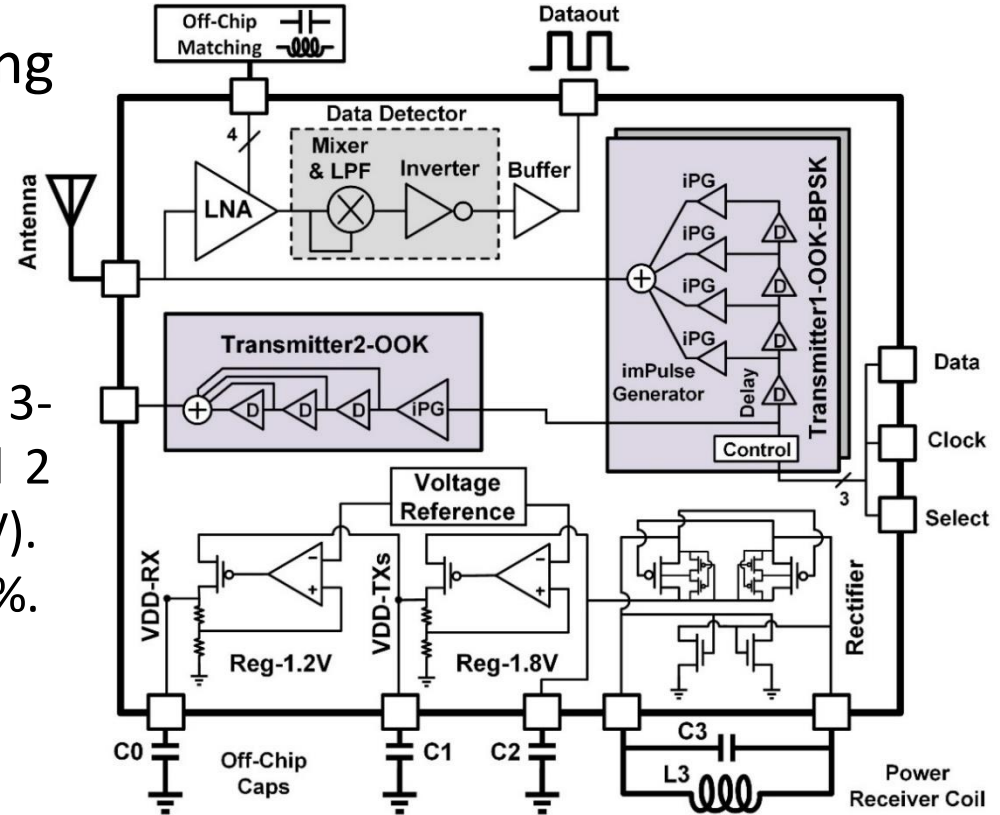 ng
3-
2
/).
%.
Off-Chip
Matching
Dataout
Data Detector
4
Mixer
& LPF
Inverter
Buffer
LNA
Antenna
iPG
iPG
iPG
iPG
D
D
D
D
imPulse
Generator
Delay
Control
Transmitter1-OOK-BPSK
Transmitter2-OOK
D
D
D
iPG
Data
Clock
Select
3
Voltage
Reference
VDD-RX
Reg-1.2V
VDD-TXs
Reg-1.8V
Rectifier
C0
Off-Chip
Caps
C1
C2
C3
L3
Power
Receiver Coil